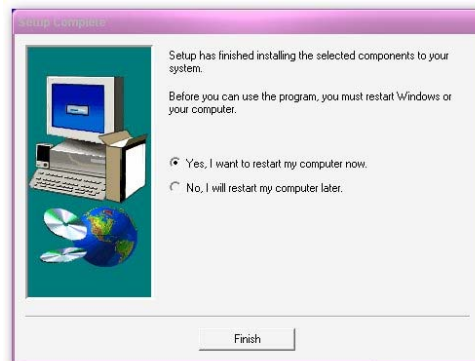 Setup Complete
Setup has finished installing the selected components to your
system.
Before you can use the program, you must restart Windows or
your computer.
Yes, I want to restart my computer now.
No, I will restart my computer later.
Finish